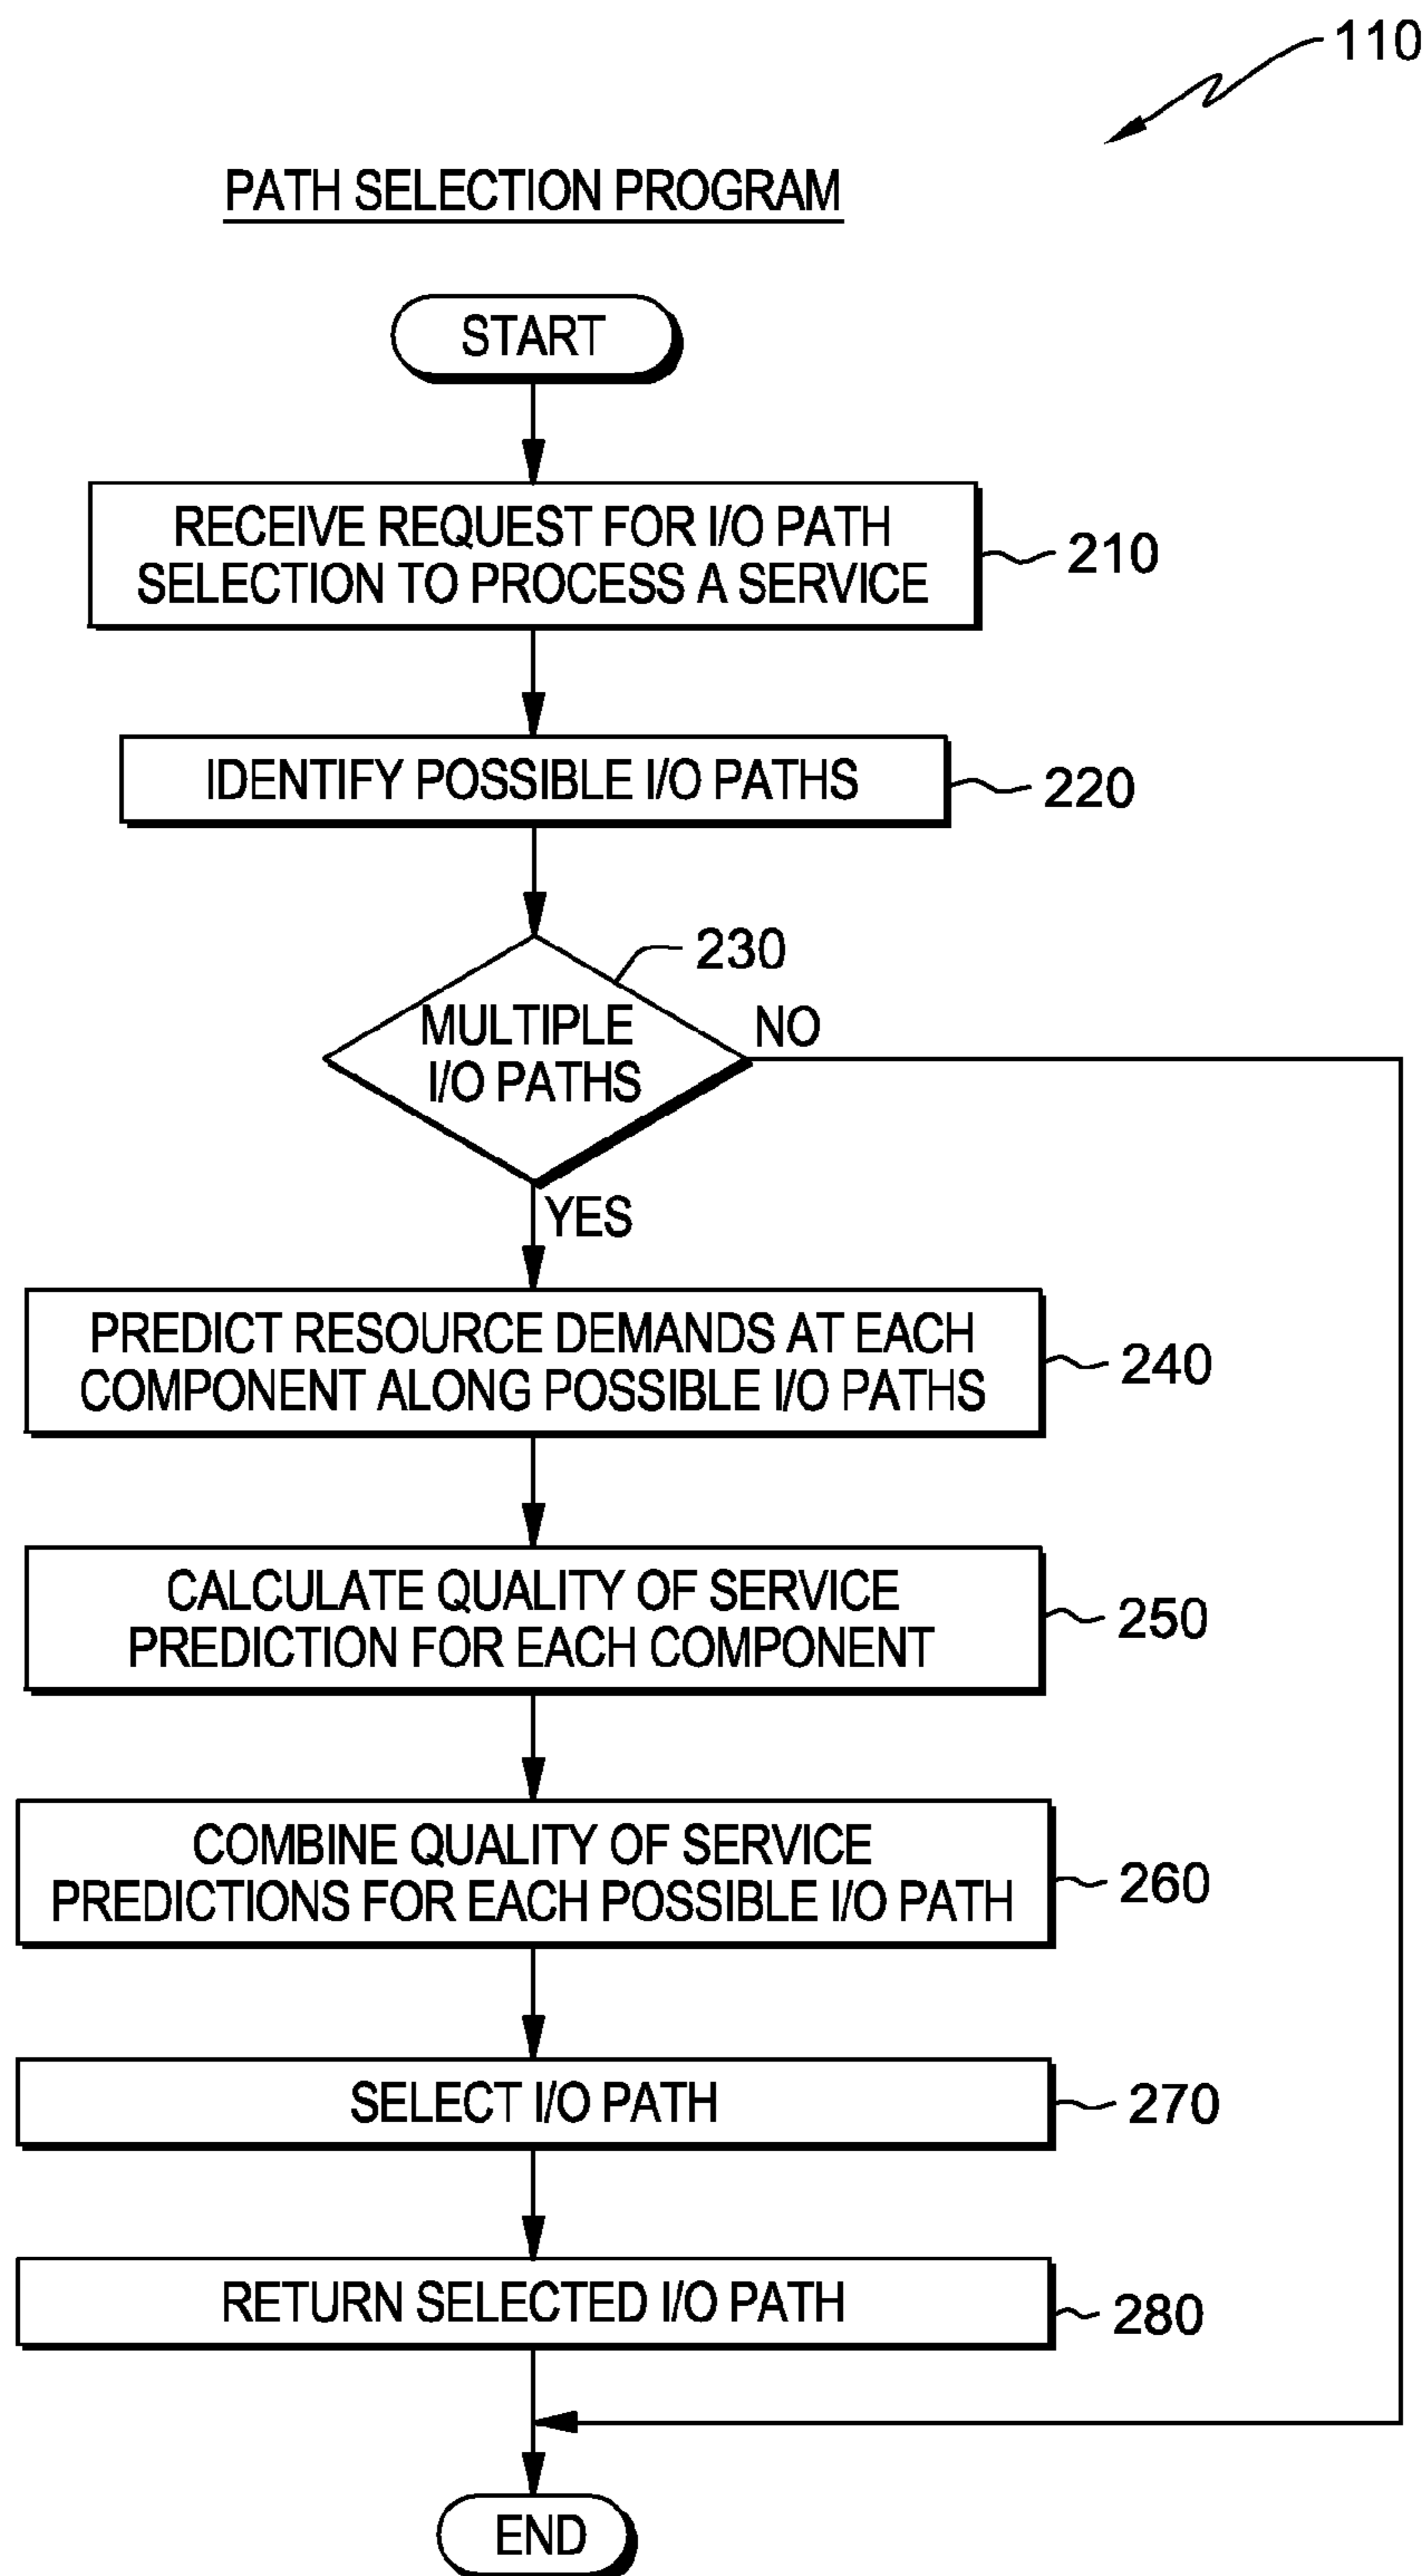 110
PATH SELECTION PROGRAM
START
RECEIVE REQUEST FOR I/O PATH
SELECTION TO PROCESS A SERVICE
210
IDENTIFY POSSIBLE I/O PATHS
220
230
MULTIPLE
I/O PATHS
NO
YES
PREDICT RESOURCE DEMANDS AT EACH
COMPONENT ALONG POSSIBLE I/O PATHS
240
CALCULATE QUALITY OF SERVICE
PREDICTION FOR EACH COMPONENT
250
COMBINE QUALITY OF SERVICE
PREDICTIONS FOR EACH POSSIBLE I/O PATH
260
SELECT I/O PATH
270
RETURN SELECTED I/O PATH
280
END